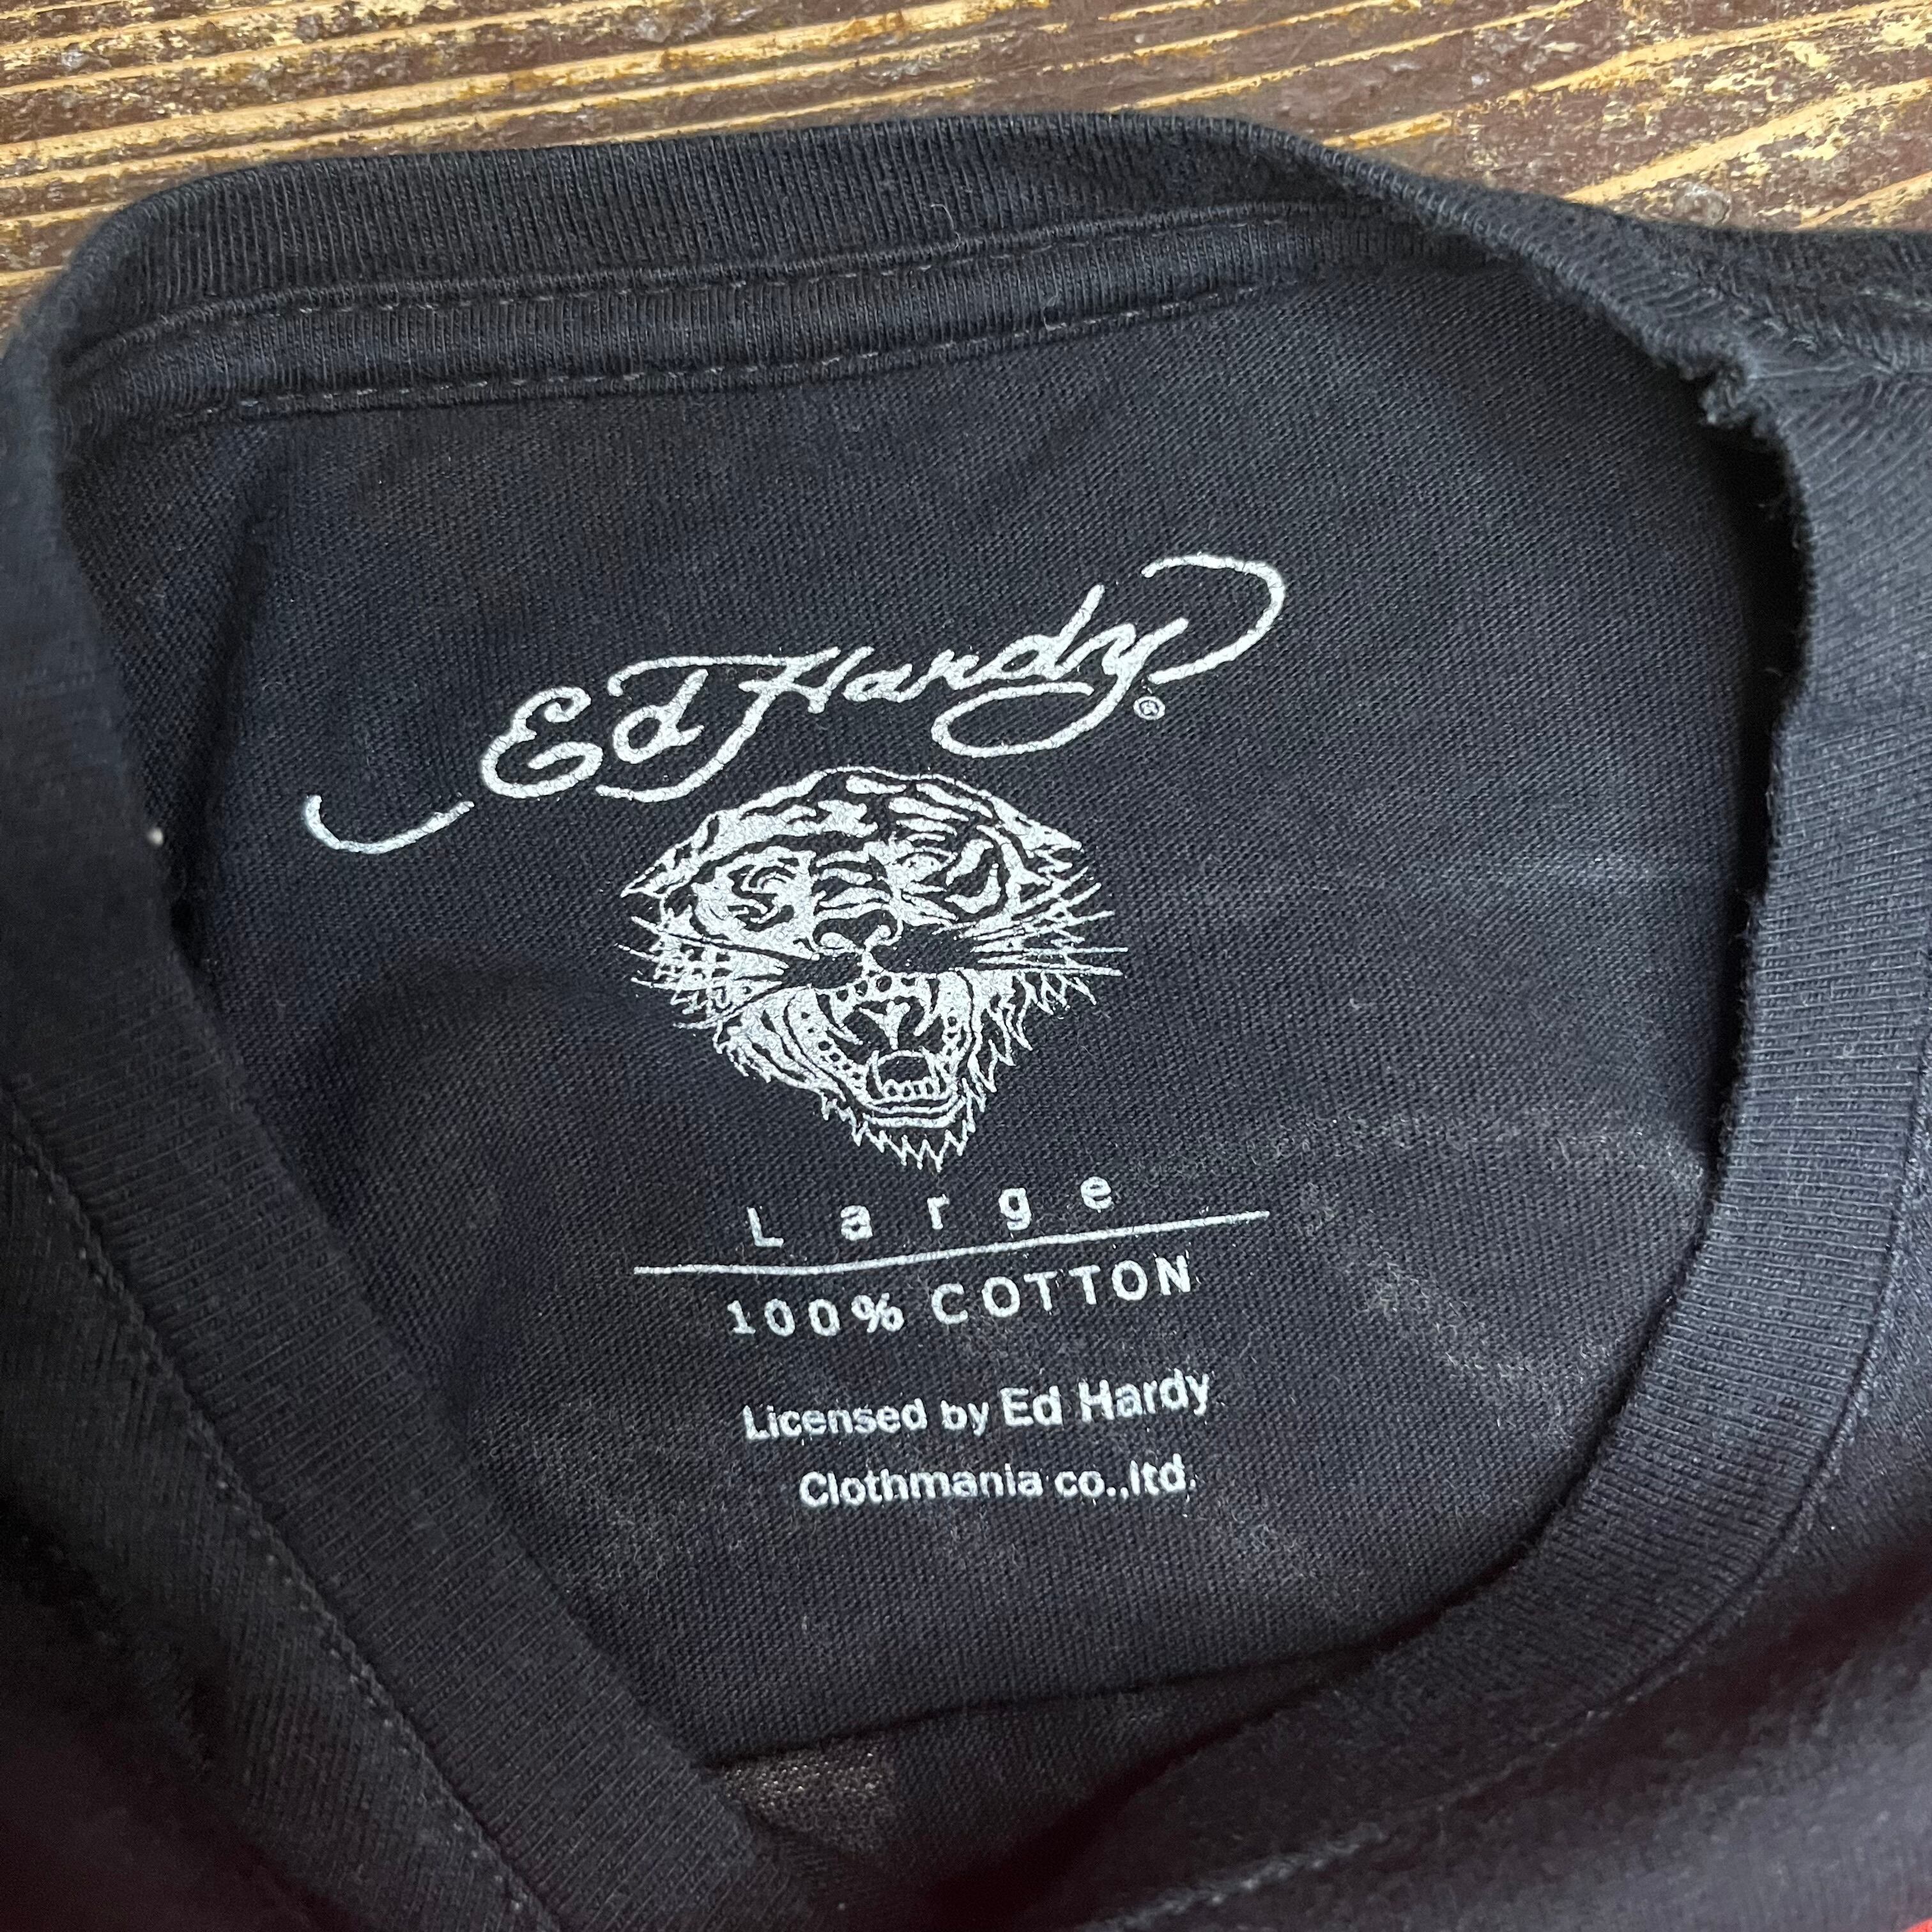 Ed Hardy®
Large
100% COTTON
Licensed by Ed Hardy
Clothmania co.,ltd.